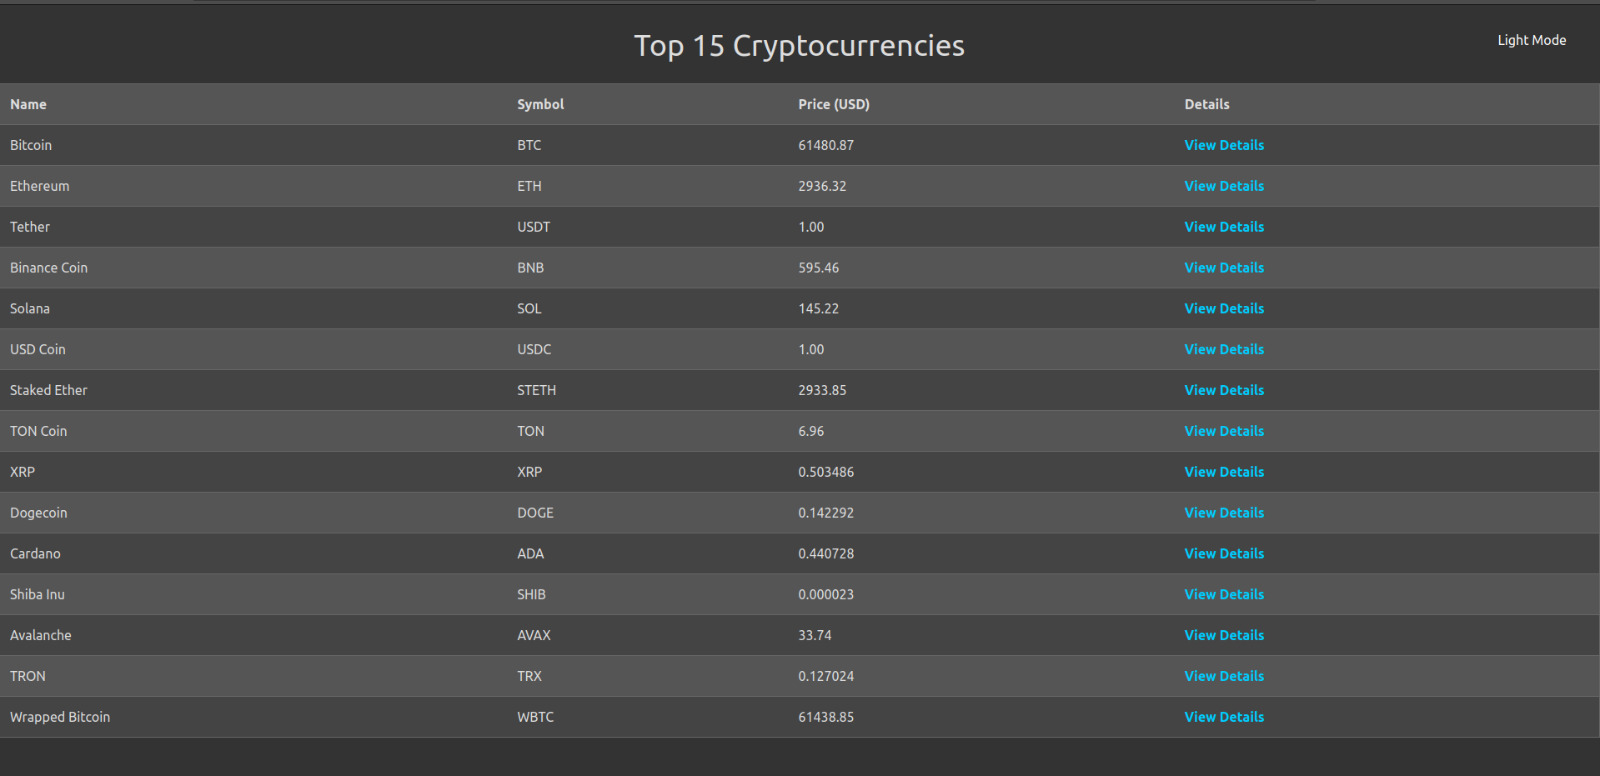 Top 15 Cryptocurrencies
Light Mode
Name Symbol Price (USD) Details
Bitcoin BTC 61480.87 View Details
Ethereum ETH 2936.32 View Details
Tether USDT 1.00 View Details
Binance Coin BNB 595.46 View Details
Solana SOL 145.22 View Details
USD Coin USDC 1.00 View Details
Staked Ether STETH 2933.85 View Details
TON Coin TON 6.96 View Details
XRP XRP 0.503486 View Details
Dogecoin DOGE 0.142292 View Details
Cardano ADA 0.440728 View Details
Shiba Inu SHIB 0.000023 View Details
Avalanche AVAX 33.74 View Details
TRON TRX 0.127024 View Details
Wrapped Bitcoin WBTC 61438.85 View Details